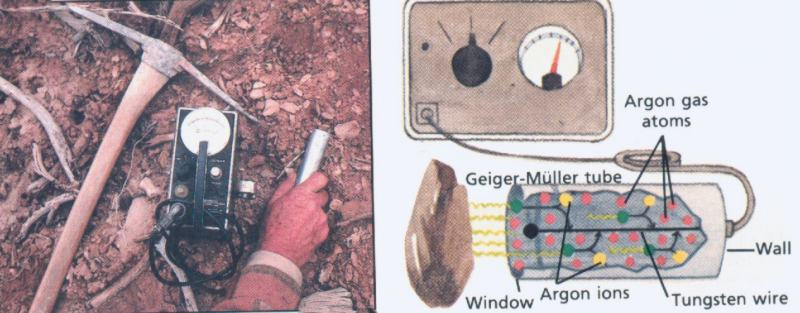 Argon gas
atoms
Geiger-Müller tube
Wall
Window
Argon ions
Tungsten wire